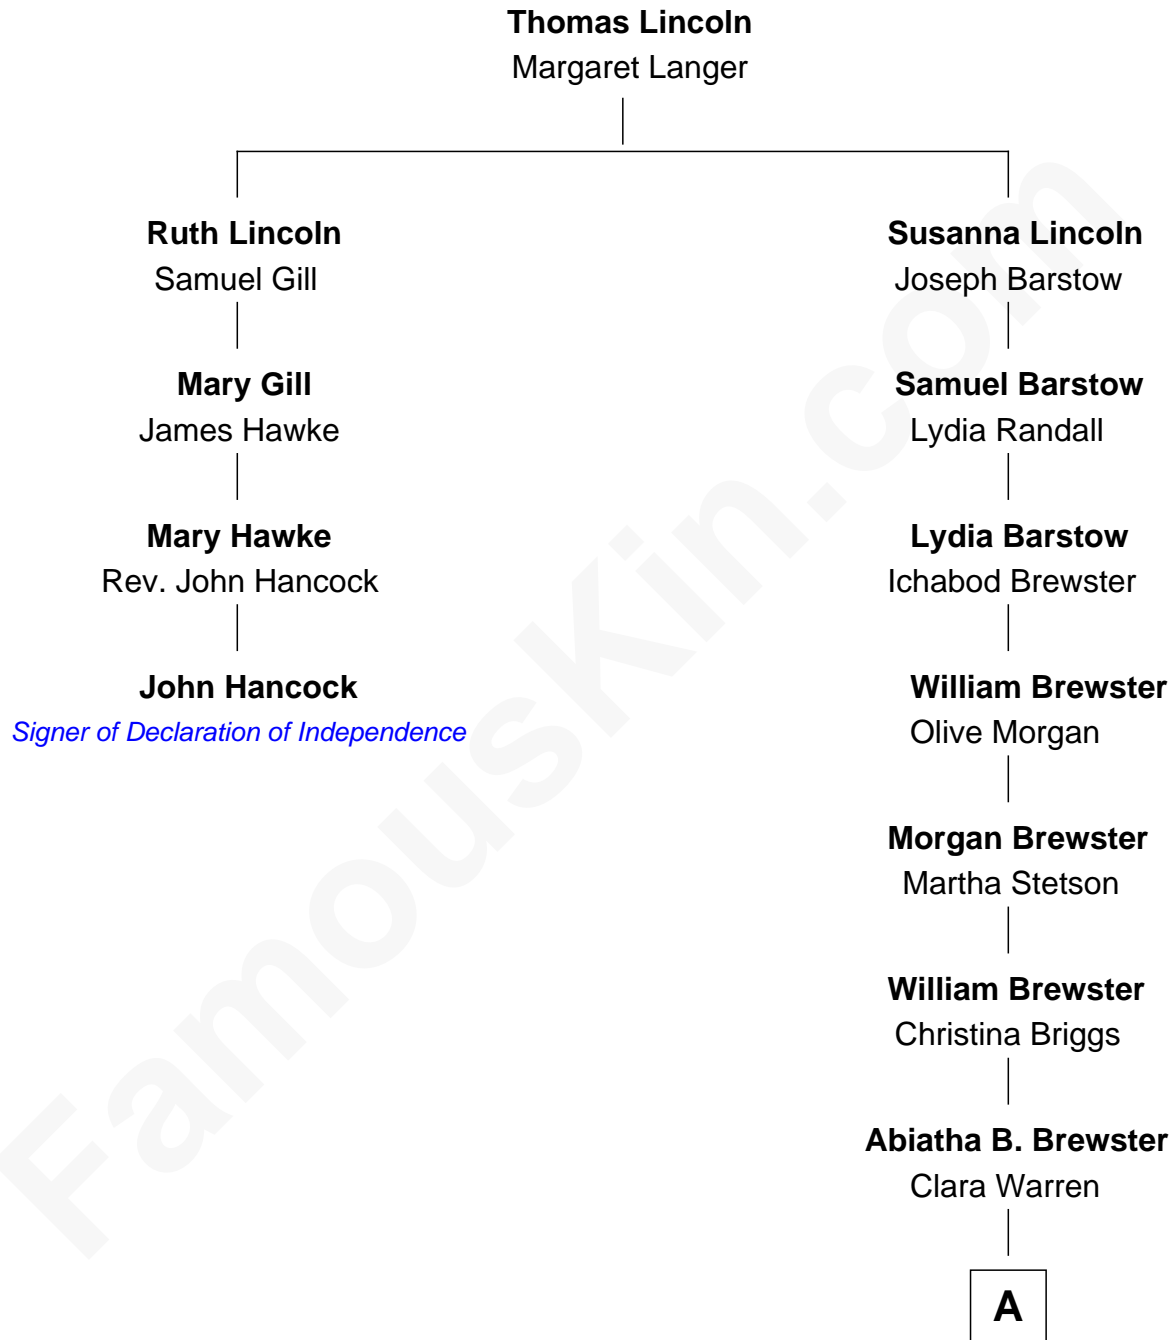 Thomas Lincoln
Margaret Langer
Ruth Lincoln
Samuel Gill
Mary Gill
James Hawke
Mary Hawke
Rev. John Hancock
John Hancock
Signer of Declaration of Independence
Susanna Lincoln
Joseph Barstow
Samuel Barstow
Lydia Randall
Lydia Barstow
Ichabod Brewster
William Brewster
Olive Morgan
Morgan Brewster
Martha Stetson
William Brewster
Christina Briggs
Abiatha B. Brewster
Clara Warren
A
FamousKin.com